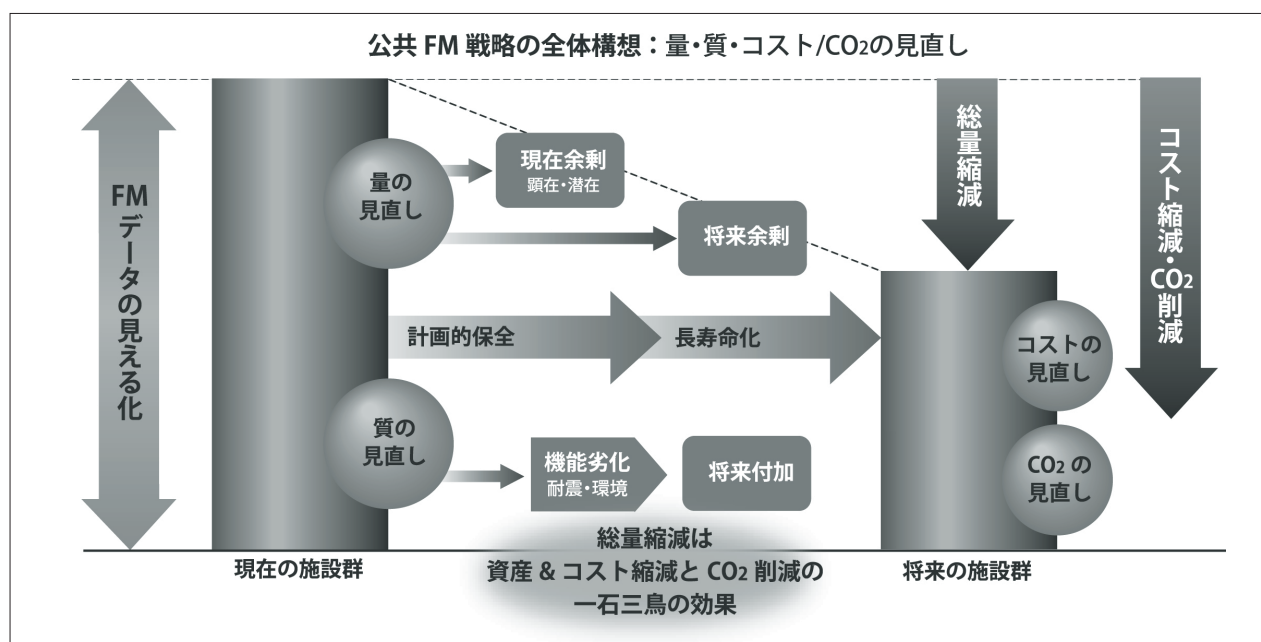 公共 FM 戦略の全体構想：量・質・コスト/CO2の見直し
FMデータの見える化
量の
見直し
現在余剰
顕在・潜在
将来余剰
総量縮減
コスト縮減・CO2削減
計画的保全
長寿命化
コストの
見直し
質の
見直し
機能劣化
耐震・環境
将来付加
CO2 の
見直し
現在の施設群
総量縮減は
資産 & コスト縮減と CO2 削減の
一石三鳥の効果
将来の施設群